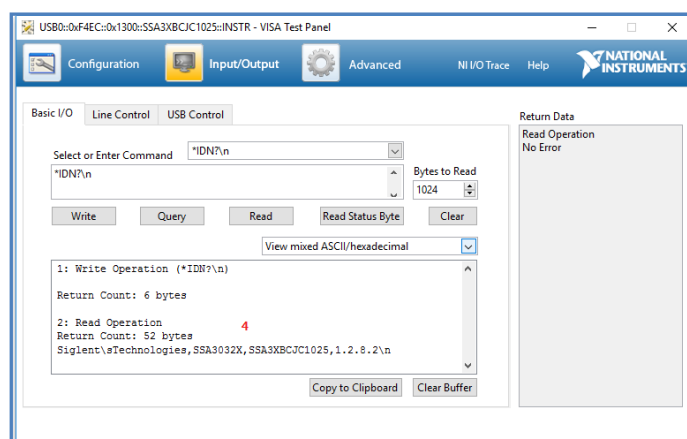 USB0::0xF4EC::0x1300::SSA3XBCJC1025::INSTR - VISA Test Panel
Configuration
Input/Output
Advanced
NI I/O Trace
Help
NATIONAL
INSTRUMENTS
Basic I/O
Line Control
USB Control
Return Data
Read Operation
No Error
Select or Enter Command
*IDN?\n
*IDN?\n
Bytes to Read
1024
Write
Query
Read
Read Status Byte
Clear
View mixed ASCII/hexadecimal
1: Write Operation (*IDN?\n)
Return Count: 6 bytes
2: Read Operation
4
Return Count: 52 bytes
Siglent\sTechnologies,SSA3032X,SSA3XBCJC1025,1.2.8.2\n
Copy to Clipboard
Clear Buffer